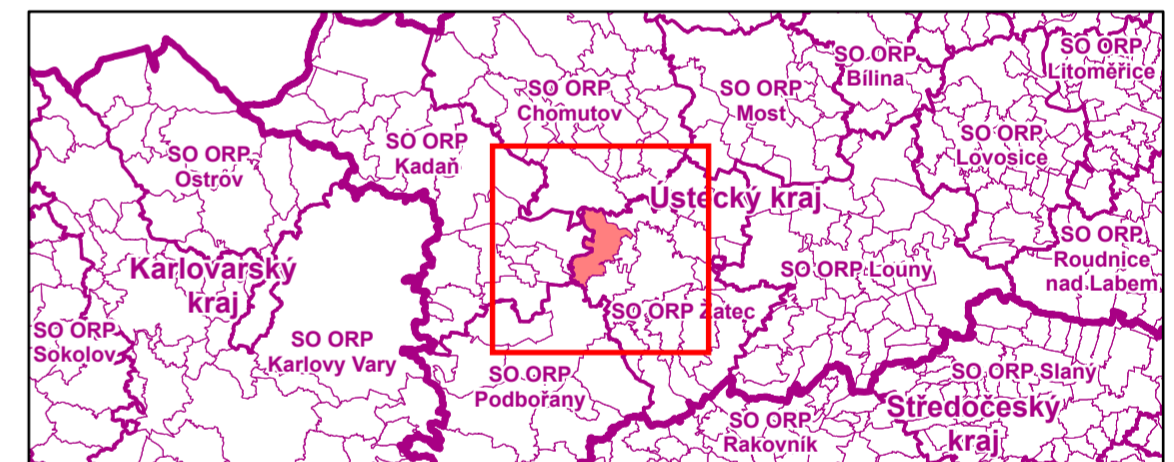 SO ORP
Litoměřice
SO ORP
Bílina
SO ORP
Chomutov
SO ORP
Most
SO ORP
Kadaň
SO ORP
Lovosice
SO ORP
Ostrov
Ústecký kraj
SO ORP
Roudnice
nad Labem
Karlovarský
kraj
SO ORP Louny
SO ORP Žatec
SO ORP
Sokolov
SO ORP
Karlovy Vary
SO ORP
Podbořany
SO ORP Slaný
Středočeský
kraj
SO ORP
Rakovník